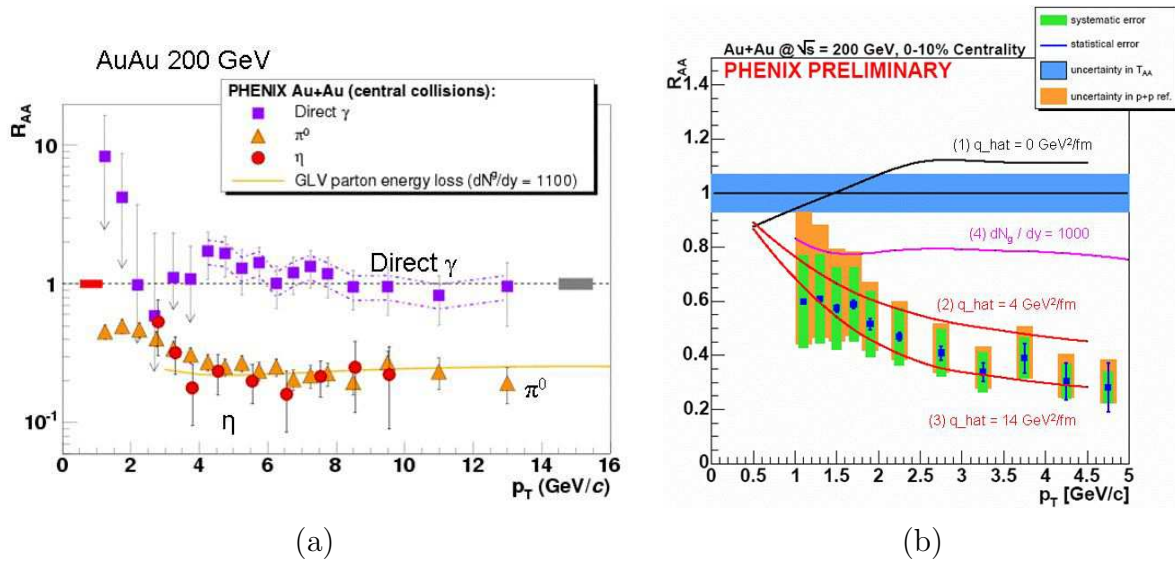 AuAu 200 GeV
PHENIX Au+Au (central collisions):
Direct γ
π⁰
η
GLV parton energy loss (dNᵍ/dy = 1100)
R_AA
10
1
10⁻¹
Direct γ
π⁰
η
0 2 4 6 8 10 12 14 16
p_T (GeV/c)
(a)
systematic error
statistical error
uncertainty in T_AA
uncertainty in p+p ref.
Au+Au @ √s = 200 GeV, 0-10% Centrality
PHENIX PRELIMINARY
R_AA
1.4
1.2
1
0.8
0.6
0.4
0.2
0
(1) q_hat = 0 GeV²/fm
(4) dN_g / dy = 1000
(2) q_hat = 4 GeV²/fm
(3) q_hat = 14 GeV²/fm
0 0.5 1 1.5 2 2.5 3 3.5 4 4.5 5
p_T [GeV/c]
(b)